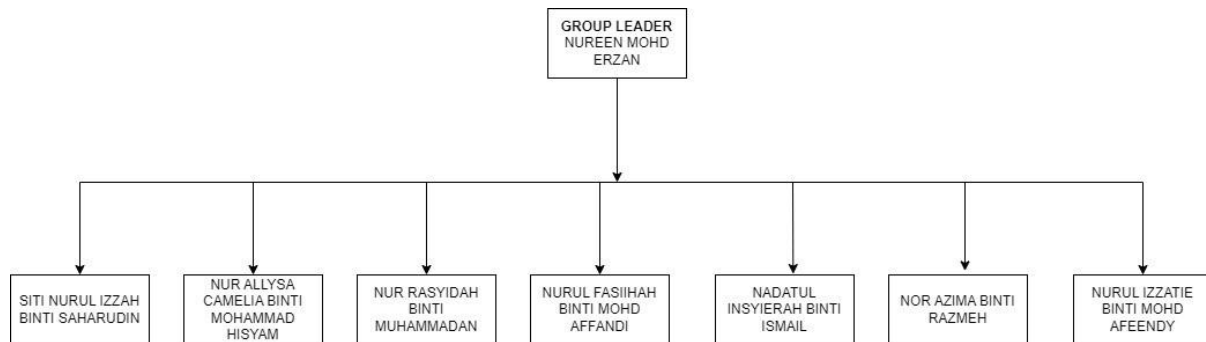 GROUP LEADER
NUREEN MOHD
ERZAN
SITI NURUL IZZAH
BINTI SAHARUDIN
NUR ALLYSA
CAMELIA BINTI
MOHAMMAD
HISYAM
NUR RASYIDAH
BINTI
MUHAMMADAN
NURUL FASIIHAH
BINTI MOHD
AFFANDI
NADATUL
INSYIERAH BINTI
ISMAIL
NOR AZIMA BINTI
RAZMEH
NURUL IZZATIE
BINTI MOHD
AFEENDY